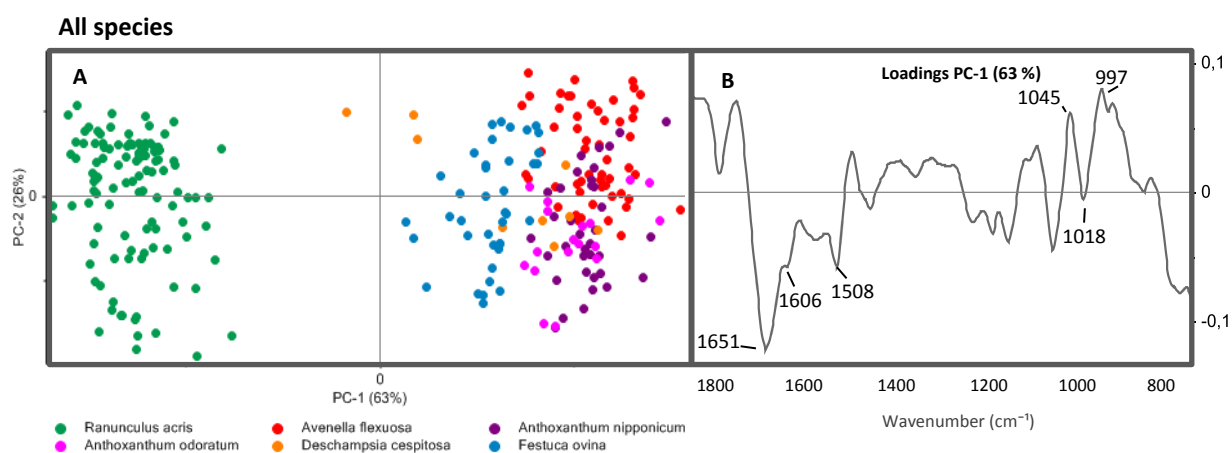 All species
A
PC-2 (26%)
0
0
PC-1 (63%)
B
Loadings PC-1 (63 %)
997
1045
1018
1606
1508
1651
0,1
0
-0,1
1800 1600 1400 1200 1000 800
Wavenumber (cm⁻¹)
Ranunculus acris Avenella flexuosa Anthoxanthum nipponicum
Anthoxanthum odoratum Deschampsia cespitosa Festuca ovina